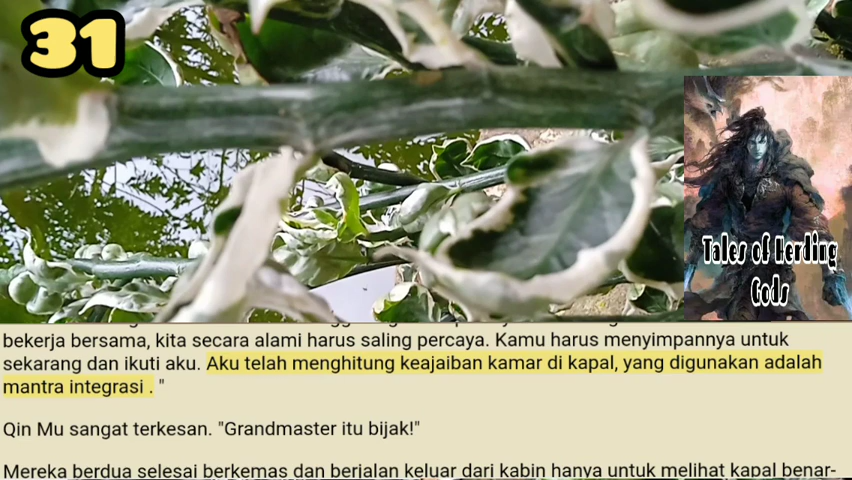 31
Tales of Herding
Gods
bekerja bersama, kita secara alami harus saling percaya. Kamu harus menyimpannya untuk
sekarang dan ikuti aku. Aku telah menghitung keajaiban kamar di kapal, yang digunakan adalah
mantra integrasi . "
Qin Mu sangat terkesan. "Grandmaster itu bijak!"
Mereka berdua selesai berkemas dan berjalan keluar dari kabin hanya untuk melihat kapal benar-